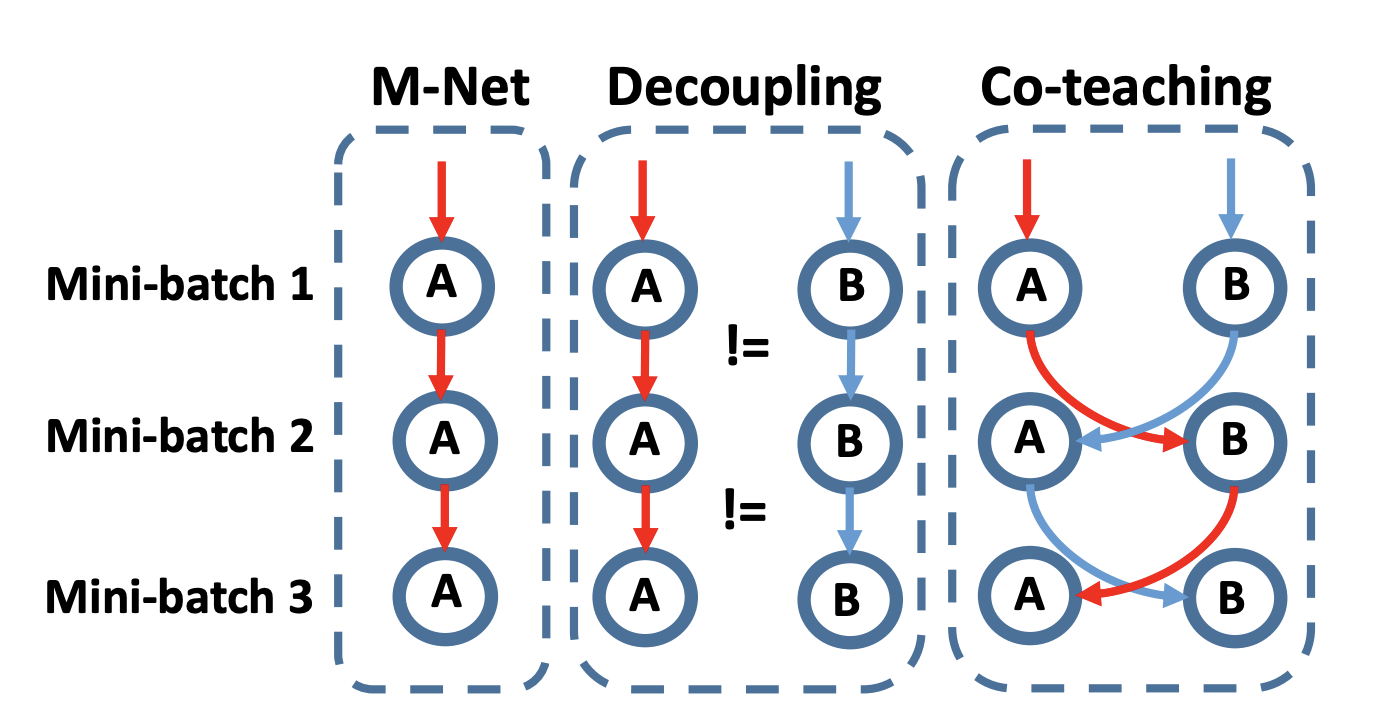 M-Net Decoupling Co-teaching
Mini-batch 1 A A B A B
!=
Mini-batch 2 A A B A B
!=
Mini-batch 3 A A B A B